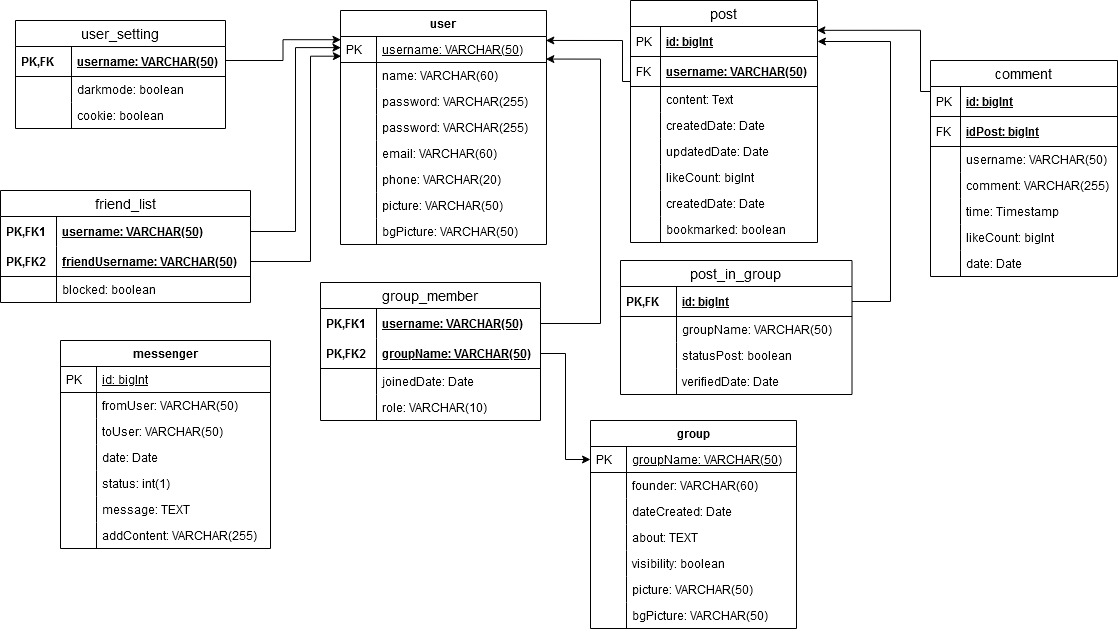 user_setting
PK,FK username: VARCHAR(50)
darkmode: boolean
cookie: boolean
user
PK username: VARCHAR(50)
name: VARCHAR(60)
password: VARCHAR(255)
password: VARCHAR(255)
email: VARCHAR(60)
phone: VARCHAR(20)
picture: VARCHAR(50)
bgPicture: VARCHAR(50)
post
PK id: bigInt
FK username: VARCHAR(50)
content: Text
createdDate: Date
updatedDate: Date
likeCount: bigInt
createdDate: Date
bookmarked: boolean
comment
PK id: bigInt
FK idPost: bigInt
username: VARCHAR(50)
comment: VARCHAR(255)
time: Timestamp
likeCount: bigInt
date: Date
friend_list
PK,FK1 username: VARCHAR(50)
PK,FK2 friendUsername: VARCHAR(50)
blocked: boolean
group_member
PK,FK1 username: VARCHAR(50)
PK,FK2 groupName: VARCHAR(50)
joinedDate: Date
role: VARCHAR(10)
post_in_group
PK,FK id: bigInt
groupName: VARCHAR(50)
statusPost: boolean
verifiedDate: Date
messenger
PK id: bigInt
fromUser: VARCHAR(50)
toUser: VARCHAR(50)
date: Date
status: int(1)
message: TEXT
addContent: VARCHAR(255)
group
PK groupName: VARCHAR(50)
founder: VARCHAR(60)
dateCreated: Date
about: TEXT
visibility: boolean
picture: VARCHAR(50)
bgPicture: VARCHAR(50)